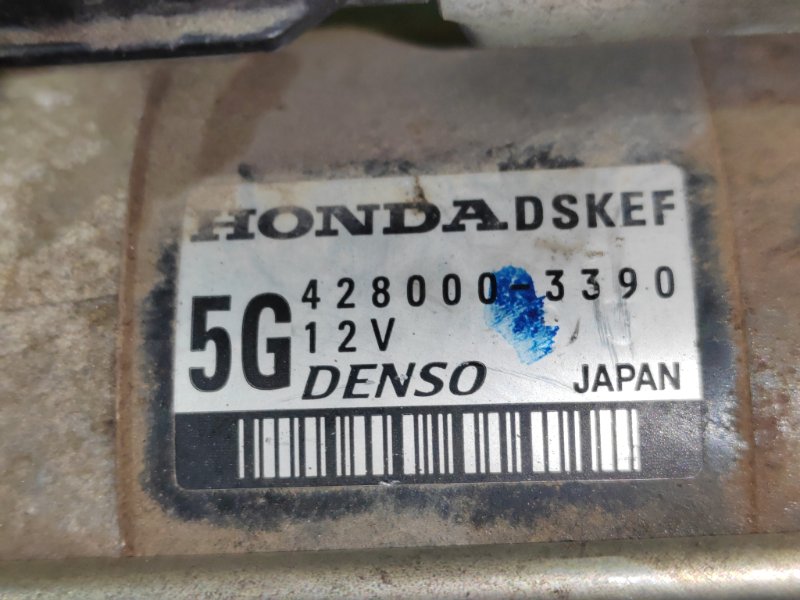 HONDA DSKEF
428000-3390
5G 12V
DENSO JAPAN